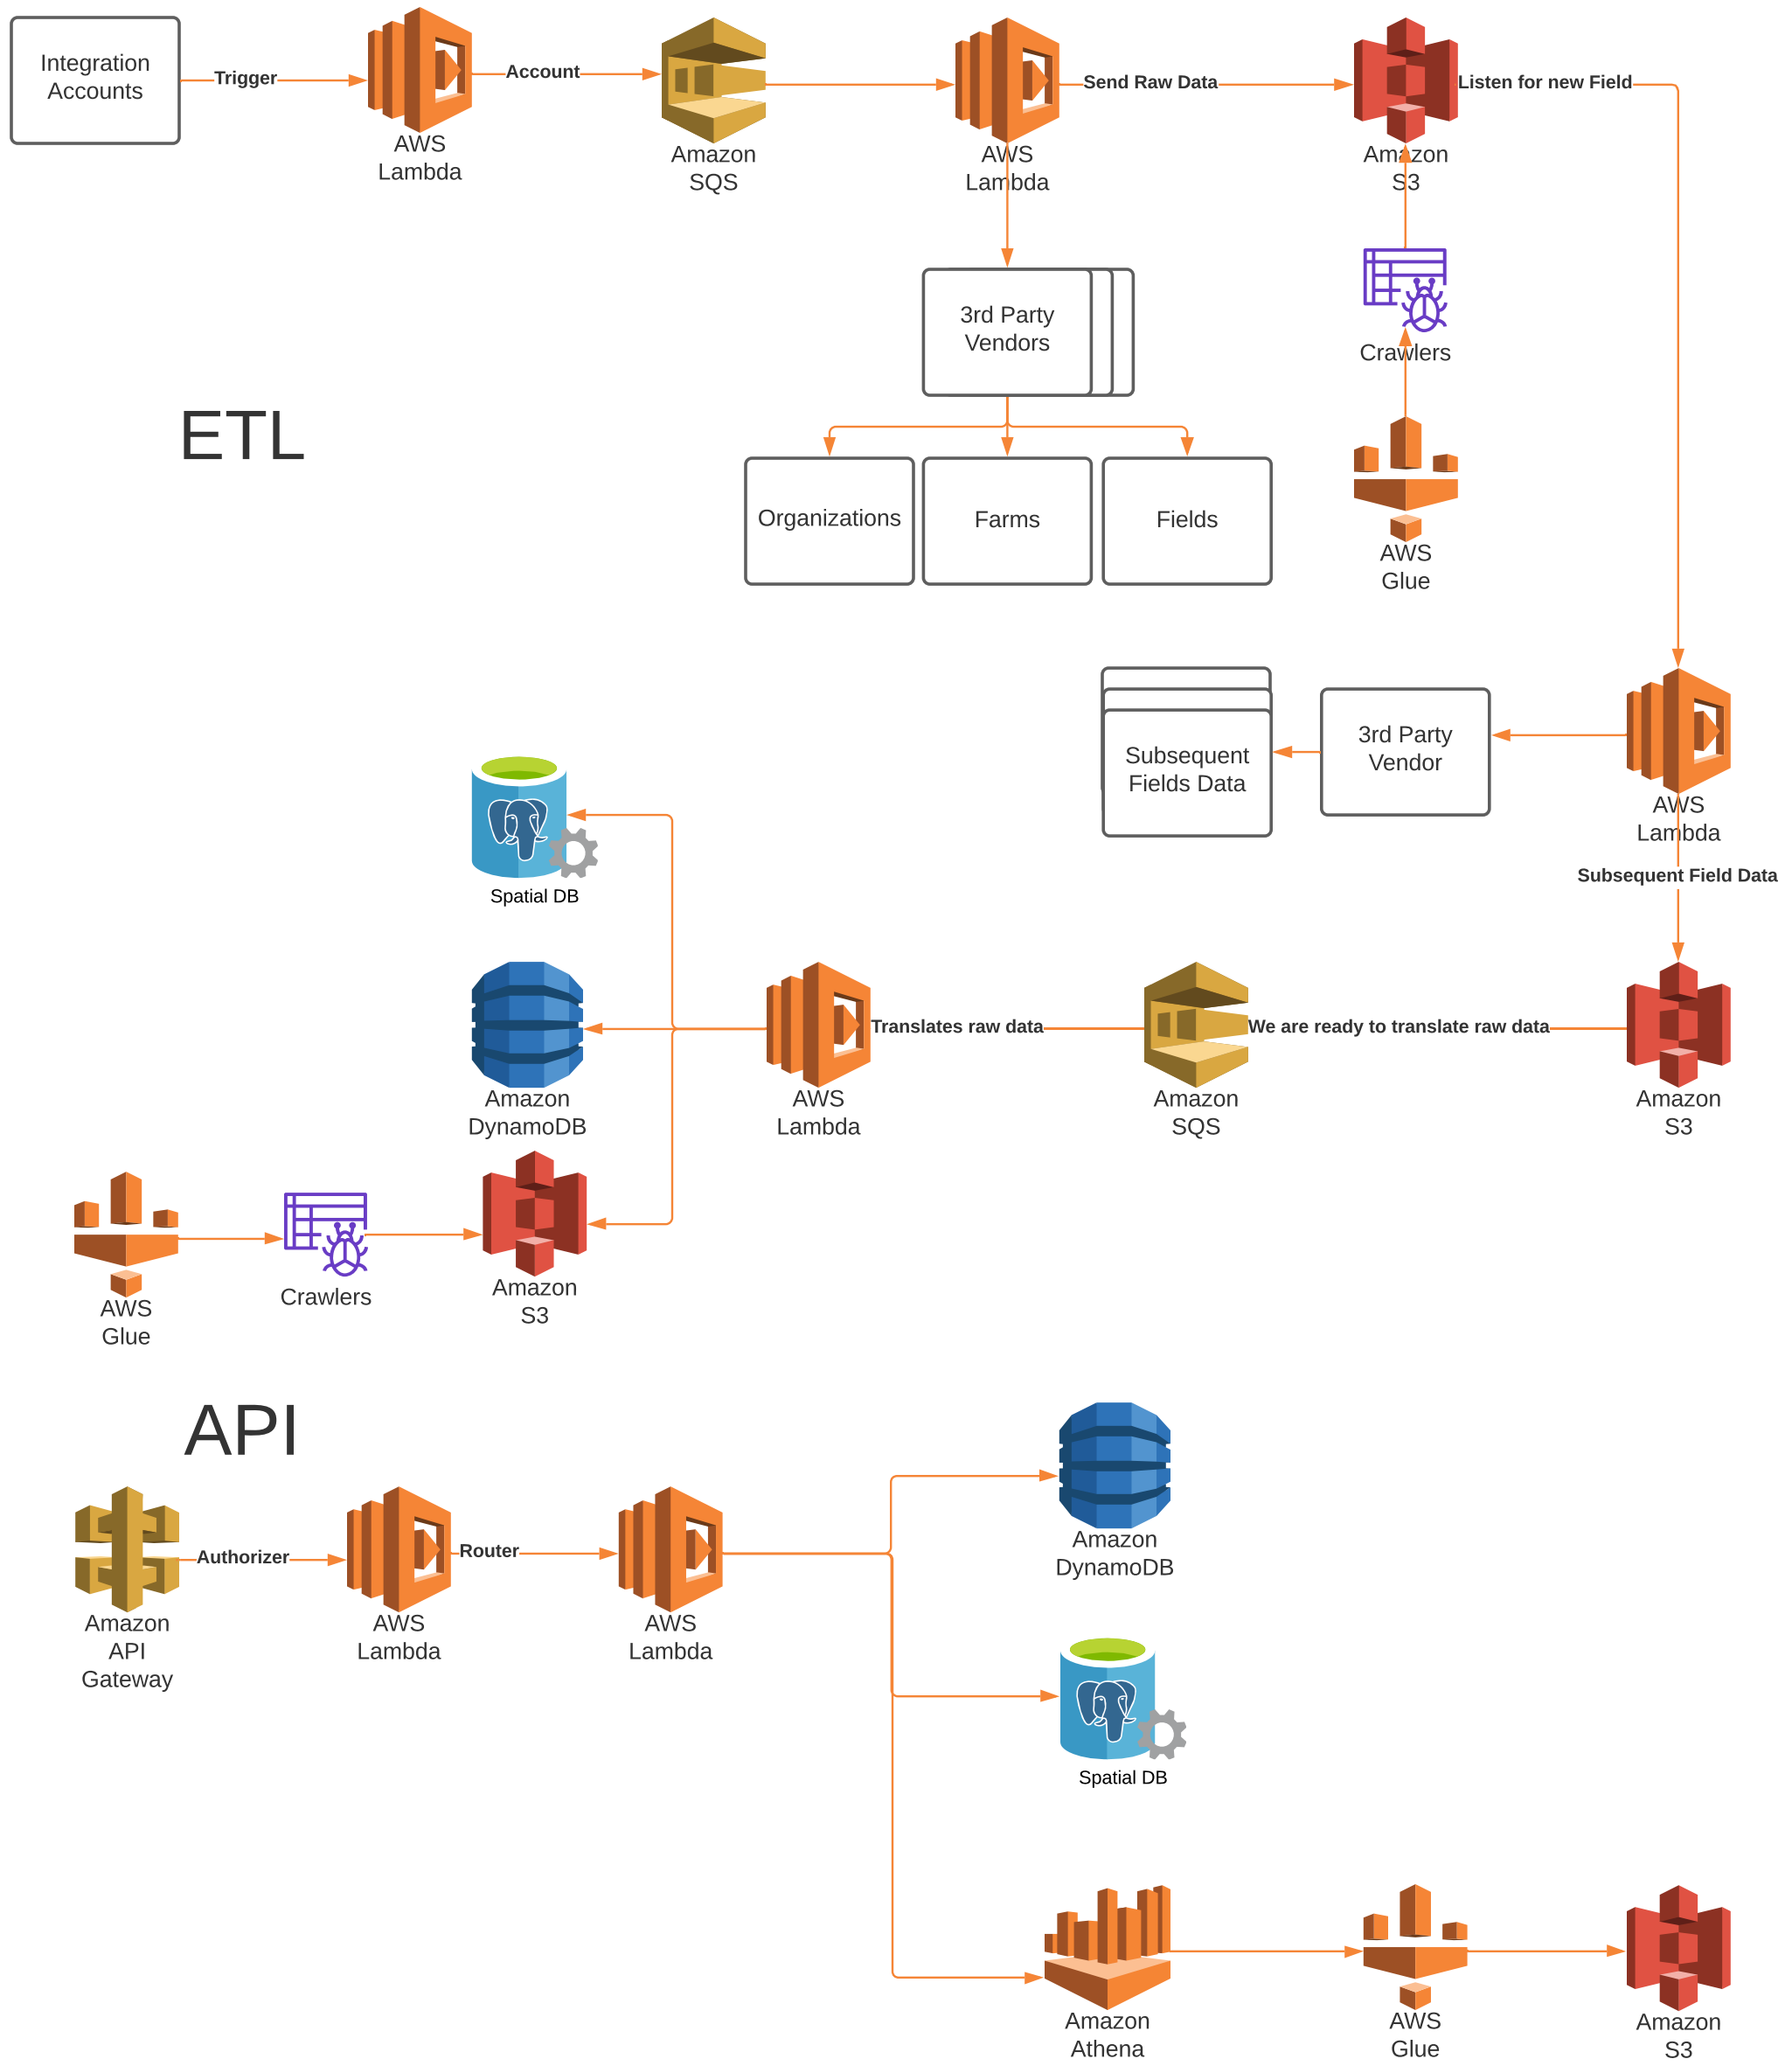 Integration
Accounts
Trigger
AWS
Lambda
Account
Amazon
SQS
AWS
Lambda
Send Raw Data
Amazon
S3
Listen for new Field
3rd Party
Vendors
Crawlers
ETL
Organizations
Farms
Fields
AWS
Glue
Subsequent
Fields Data
3rd Party
Vendor
AWS
Lambda
Subsequent Field Data
Spatial DB
Amazon
DynamoDB
AWS
Lambda
Translates raw data
Amazon
SQS
We are ready to translate raw data
Amazon
S3
AWS
Glue
Crawlers
Amazon
S3
API
Amazon
API
Gateway
Authorizer
AWS
Lambda
Router
AWS
Lambda
Amazon
DynamoDB
Spatial DB
Amazon
Athena
AWS
Glue
Amazon
S3